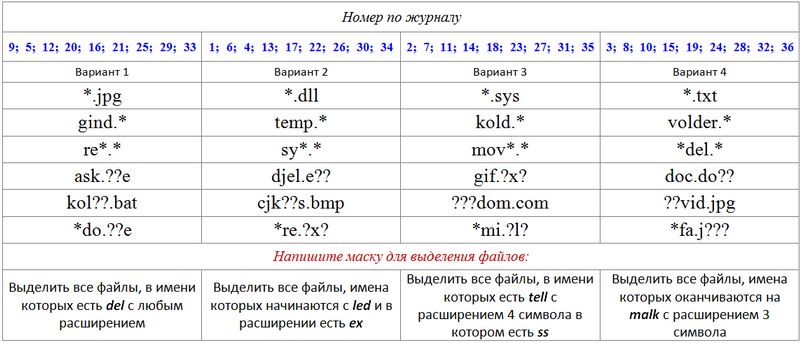 Номер по журналу
9; 5; 12; 20; 16; 21; 25; 29; 33 1; 6; 4; 13; 17; 22; 26; 30; 34 2; 7; 11; 14; 18; 23; 27; 31; 35 3; 8; 10; 15; 19; 24; 28; 32; 36
Вариант 1 Вариант 2 Вариант 3 Вариант 4
*.jpg *.dll *.sys *.txt
gind.* temp.* kold.* volder.*
re*.* sy*.* mov*.* *del.*
ask.??e djel.e?? gif.?x? doc.do??
kol??.bat cjk??s.bmp ???dom.com ??vid.jpg
*do.??e *re.?x? *mi.?l? *fa.j???
Напишите маску для выделения файлов:
Выделить все файлы, в имени
которых есть del с любым
расширением
Выделить все файлы, имена
которых начинаются с led и в
расширении есть ex
Выделить все файлы, в имени
которых есть tell с
расширением 4 символа в
котором есть ss
Выделить все файлы, имена
которых оканчиваются на
malk с расширением 3
символа